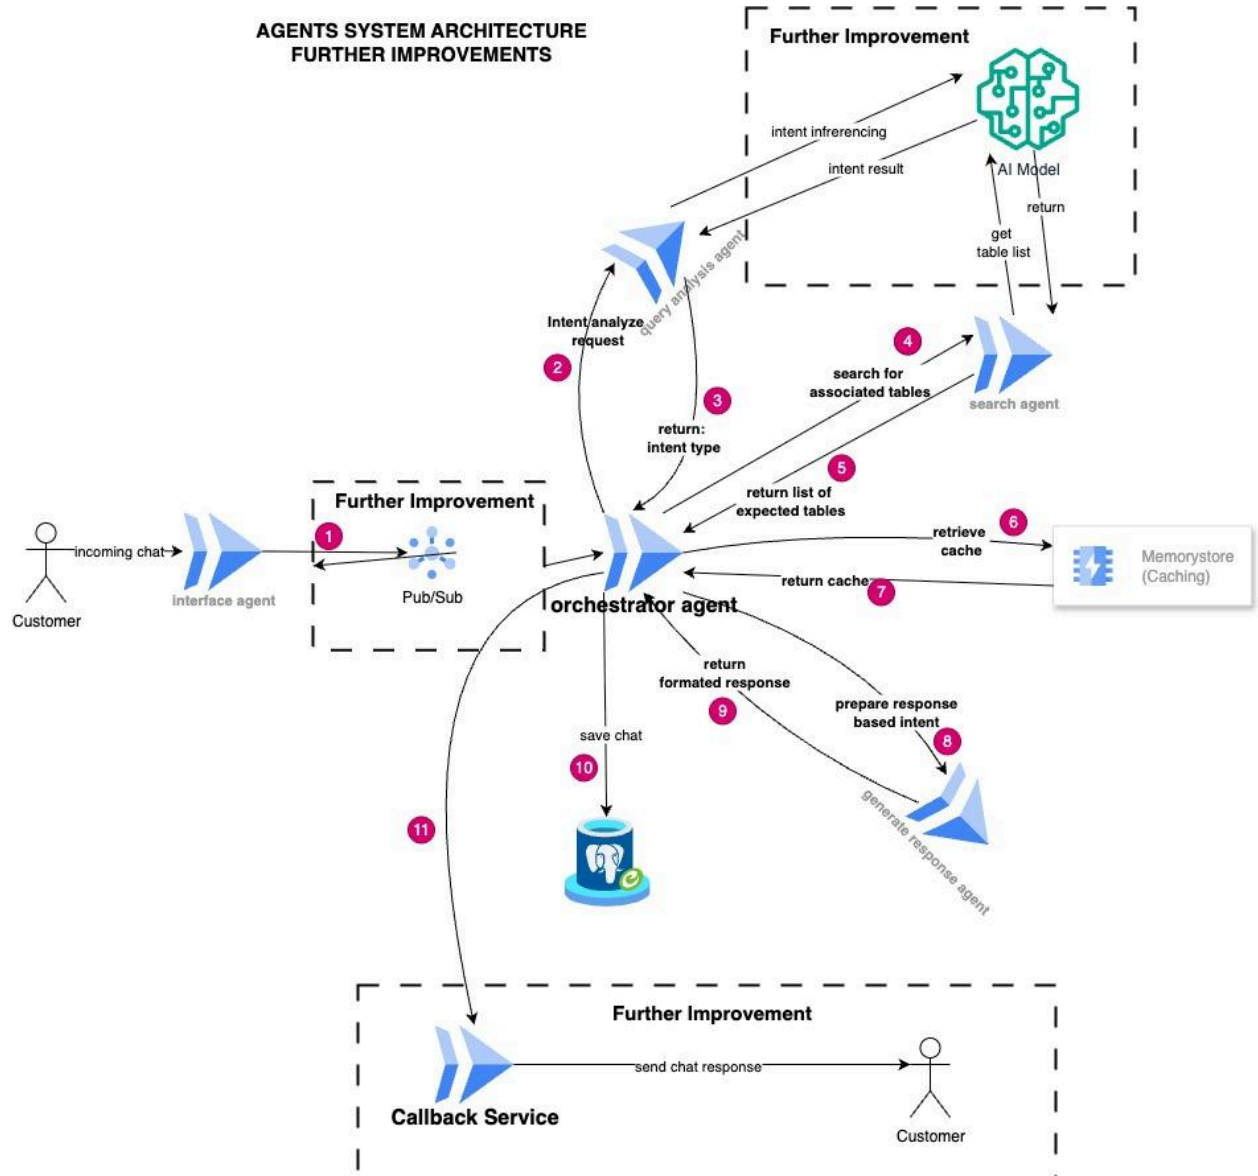 AGENTS SYSTEM ARCHITECTURE
FURTHER IMPROVEMENTS
Further Improvement
intent infrerencing
intent result
AI Model
return
get
table list
query analysis agent
Intent analyze
request
2
3
return:
intent type
4
search for
associated tables
search agent
5
return list of
expected tables
Further Improvement
1
incoming chat
Customer
interface agent
Pub/Sub
orchestrator agent
6
retrieve
cache
Memorystore
(Caching)
return cache
7
return
formated response
9
prepare response
based intent
8
generate response agent
save chat
10
11
Further Improvement
send chat response
Callback Service
Customer